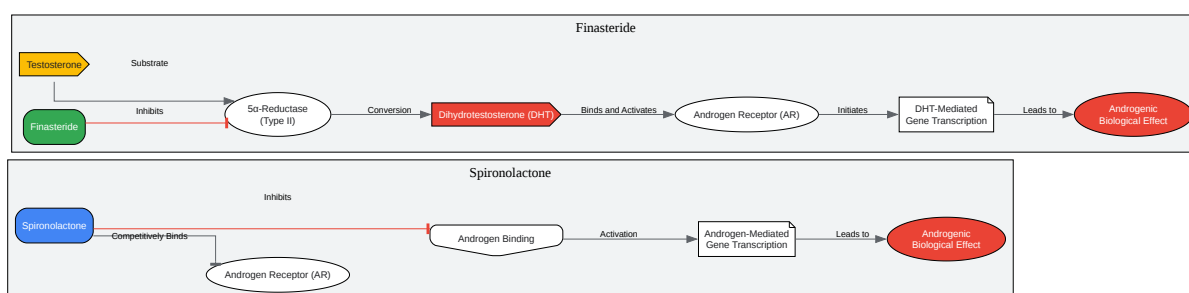 Finasteride
Testosterone
Substrate
Inhibits
Finasteride
5α-Reductase
(Type II)
Conversion
Dihydrotestosterone (DHT)
Binds and Activates
Androgen Receptor (AR)
Initiates
DHT-Mediated
Gene Transcription
Leads to
Androgenic
Biological Effect
Spironolactone
Inhibits
Spironolactone
Competitively Binds
Androgen Receptor (AR)
Androgen Binding
Activation
Androgen-Mediated
Gene Transcription
Leads to
Androgenic
Biological Effect